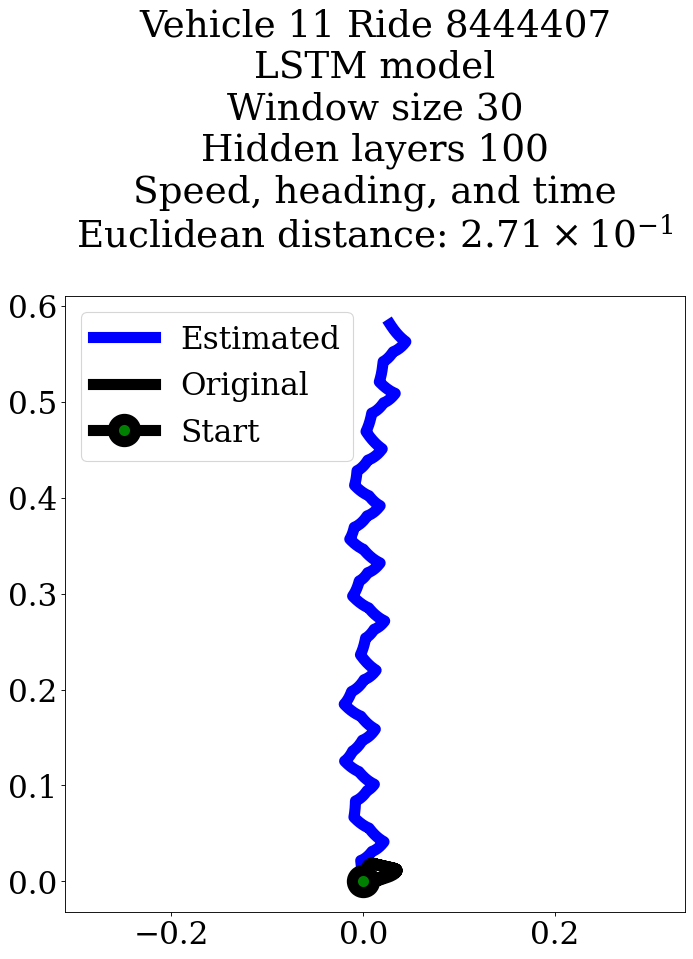 Vehicle 11 Ride 8444407
LSTM model
Window size 30
Hidden layers 100
Speed, heading, and time
Euclidean distance: 2.71 × 10⁻¹
Estimated
Original
Start
0.6
0.5
0.4
0.3
0.2
0.1
0.0
−0.2 0.0 0.2